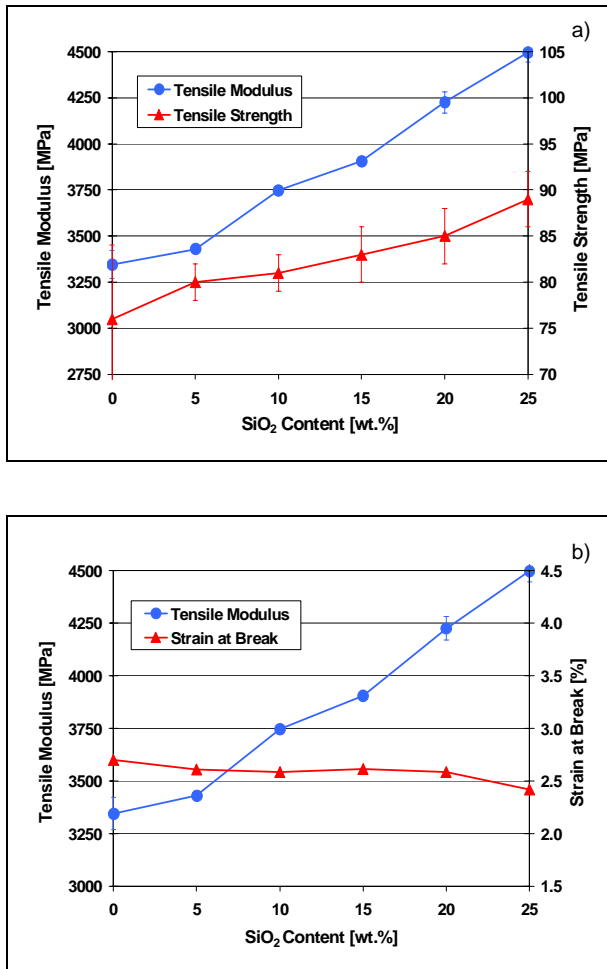 a)
4500
4250
4000
3750
3500
3250
3000
2750
Tensile Modulus [MPa]
Tensile Modulus
Tensile Strength
105
100
95
90
85
80
75
70
Tensile Strength [MPa]
0 5 10 15 20 25
SiO₂ Content [wt.%]
b)
4500
4250
4000
3750
3500
3250
3000
Tensile Modulus [MPa]
Tensile Modulus
Strain at Break
4.5
4.0
3.5
3.0
2.5
2.0
1.5
Strain at Break [%]
0 5 10 15 20 25
SiO₂ Content [wt.%]